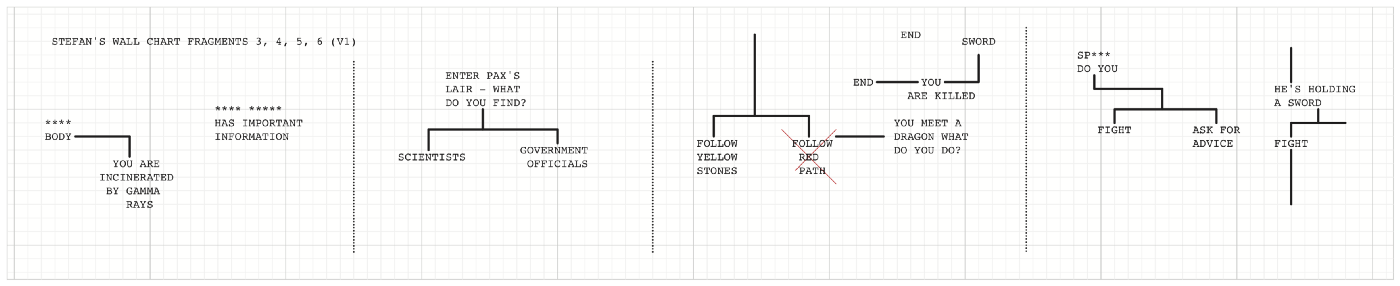 STEFAN'S WALL CHART FRAGMENTS 3, 4, 5, 6 (V1)
****
BODY
YOU ARE
INCINERATED
BY GAMMA
RAYS
**** *****
HAS IMPORTANT
INFORMATION
ENTER PAX'S
LAIR – WHAT
DO YOU FIND?
SCIENTISTS
GOVERNMENT
OFFICIALS
FOLLOW
YELLOW
STONES
FOLLOW
RED
PATH
END
SWORD
END
YOU
ARE KILLED
YOU MEET A
DRAGON WHAT
DO YOU DO?
SP***
DO YOU
FIGHT
ASK FOR
ADVICE
HE'S HOLDING
A SWORD
FIGHT